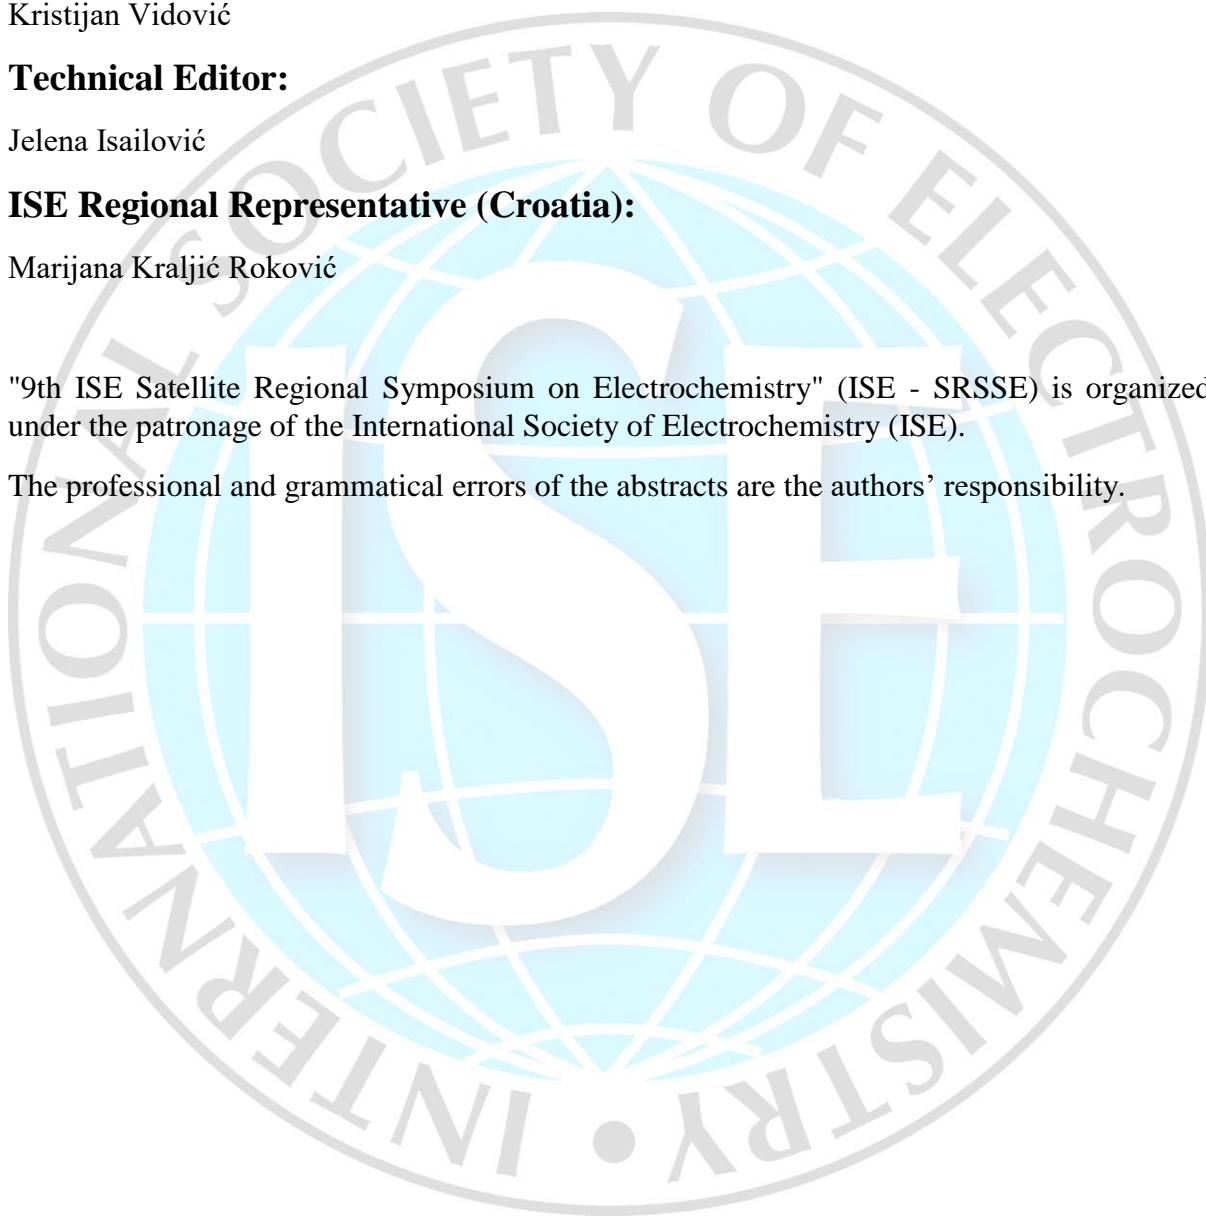 Kristijan Vidović
Technical Editor:
Jelena Isailović
ISE Regional Representative (Croatia):
Marijana Kraljić Roković
"9th ISE Satellite Regional Symposium on Electrochemistry" (ISE - SRSSE) is organized
under the patronage of the International Society of Electrochemistry (ISE).
The professional and grammatical errors of the abstracts are the authors’ responsibility.
INTERNATIONAL SOCIETY OF ELECTROCHEMISTRY •
ISE